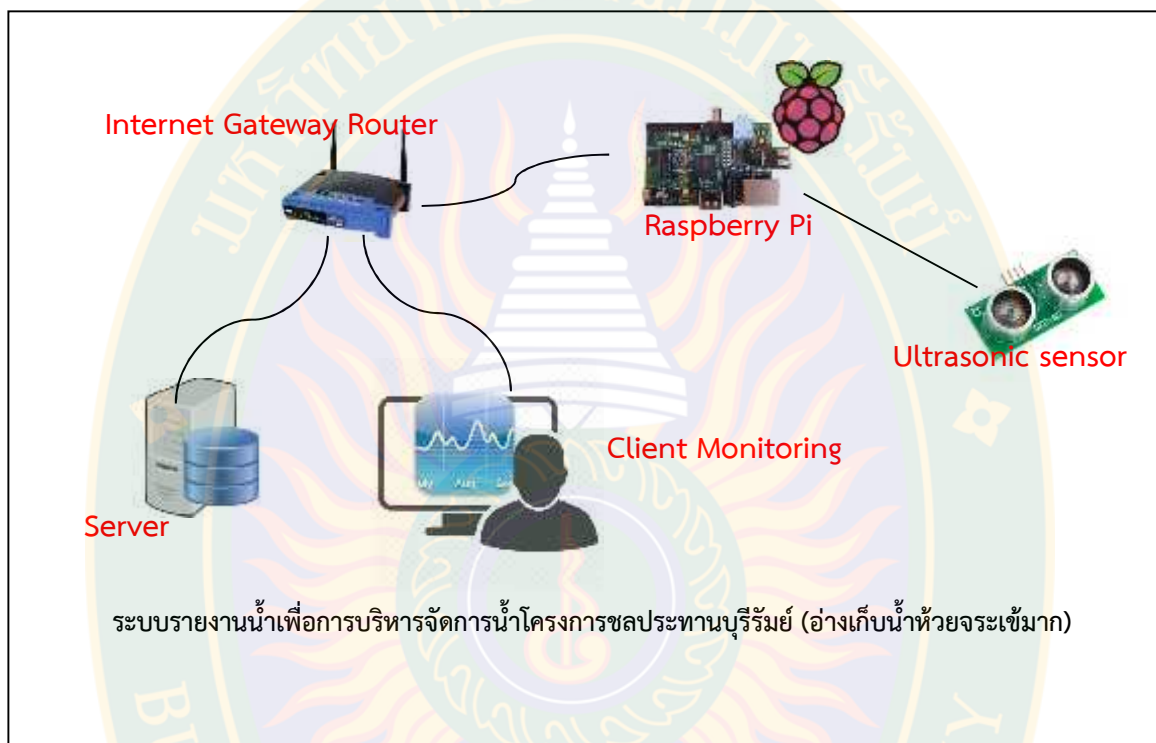 Internet Gateway Router
Raspberry Pi
Ultrasonic sensor
Client Monitoring
Server
ระบบรายงานน้ำเพื่อการบริหารจัดการน้ำโครงการชลประทานบุรีรัมย์ (อ่างเก็บน้ำห้วยจระเข้มาก)